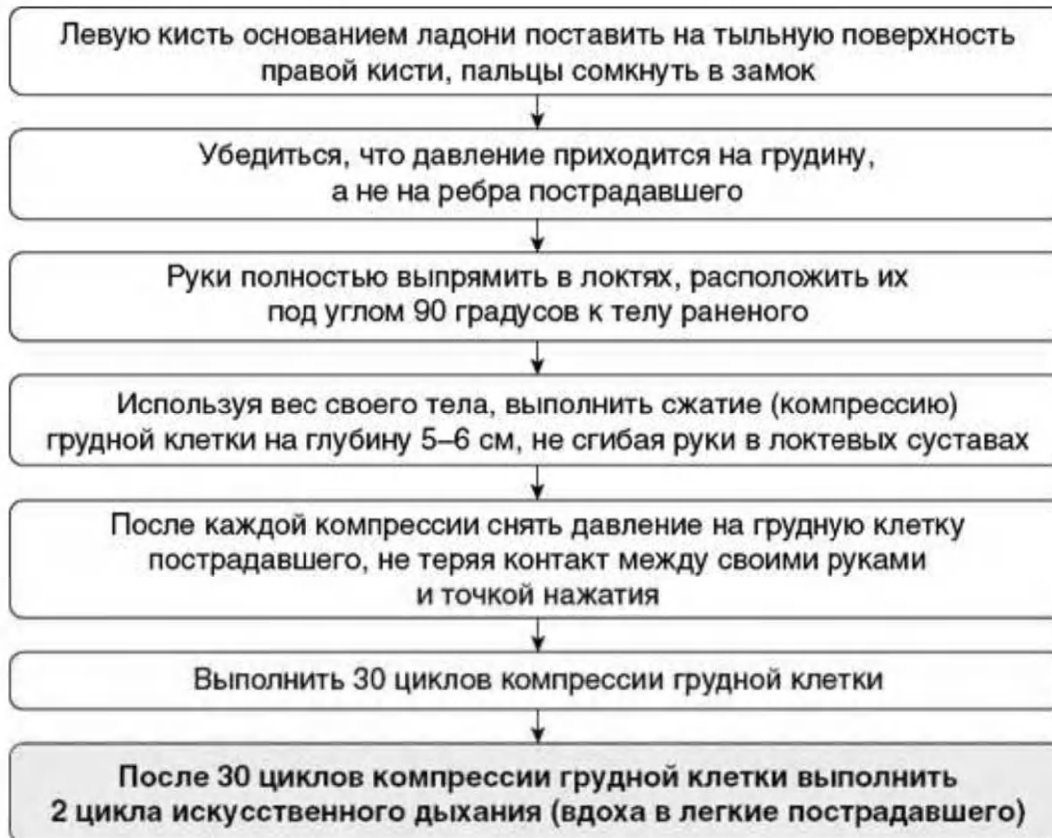 Левую кисть основанием ладони поставить на тыльную поверхность
правой кисти, пальцы сомкнуть в замок
Убедиться, что давление приходится на грудину,
а не на ребра пострадавшего
Руки полностью выпрямить в локтях, расположить их
под углом 90 градусов к телу раненого
Используя вес своего тела, выполнить сжатие (компрессию)
грудной клетки на глубину 5–6 см, не сгибая руки в локтевых суставах
После каждой компрессии снять давление на грудную клетку
пострадавшего, не теряя контакт между своими руками
и точкой нажатия
Выполнить 30 циклов компрессии грудной клетки
После 30 циклов компрессии грудной клетки выполнить
2 цикла искусственного дыхания (вдоха в легкие пострадавшего)